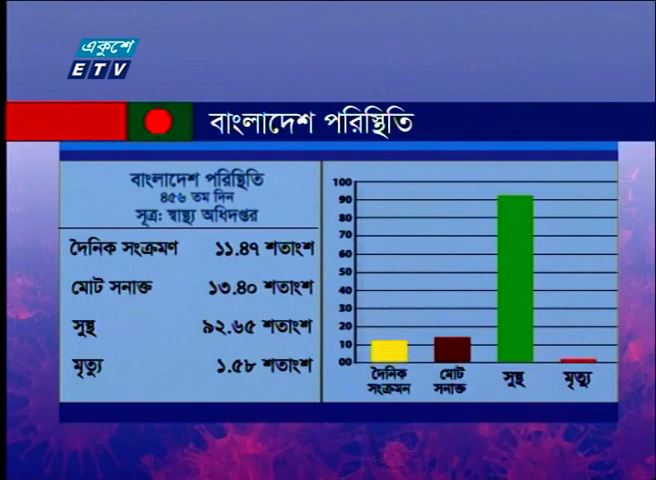 একুশে
ETV
বাংলাদেশ পরিস্থিতি
বাংলাদেশ পরিস্থিতি
৪৫৬ তম দিন
সূত্র: স্বাস্থ্য অধিদপ্তর
দৈনিক সংক্রমণ ১১.৪৭ শতাংশ
মোট সনাক্ত ১৩.৪০ শতাংশ
সুস্থ ৯২.৬৫ শতাংশ
মৃত্যু ১.৫৮ শতাংশ
100
90
80
70
60
50
40
30
20
10
00
দৈনিক সংক্রমন
মোট সনাক্ত
সুস্থ
মৃত্যু